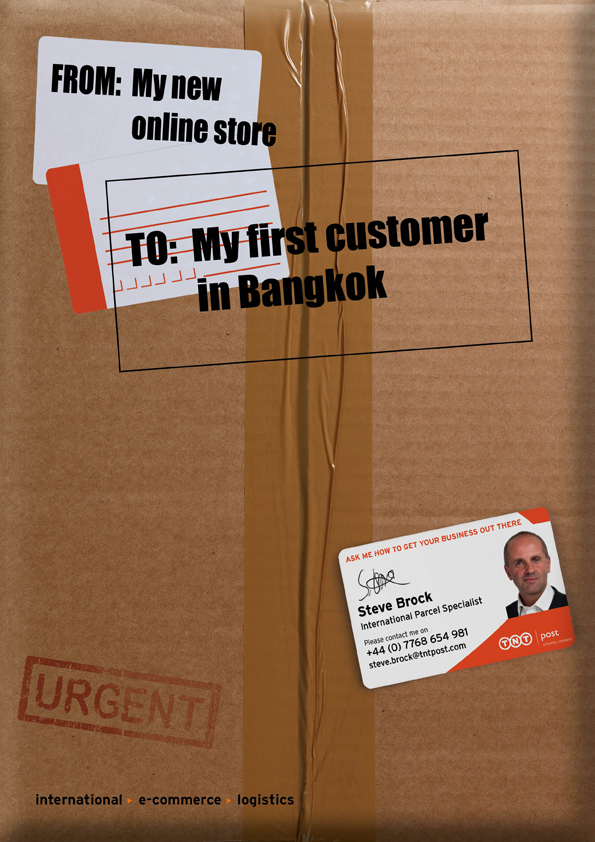 FROM: My new
online store
TO: My first customer
in Bangkok
ASK ME HOW TO GET YOUR BUSINESS OUT THERE
Steve Brock
International Parcel Specialist
Please contact me on
+44 (0) 7768 654 981
steve.brock@tntpost.com
TNT post
URGENT
international e-commerce logistics